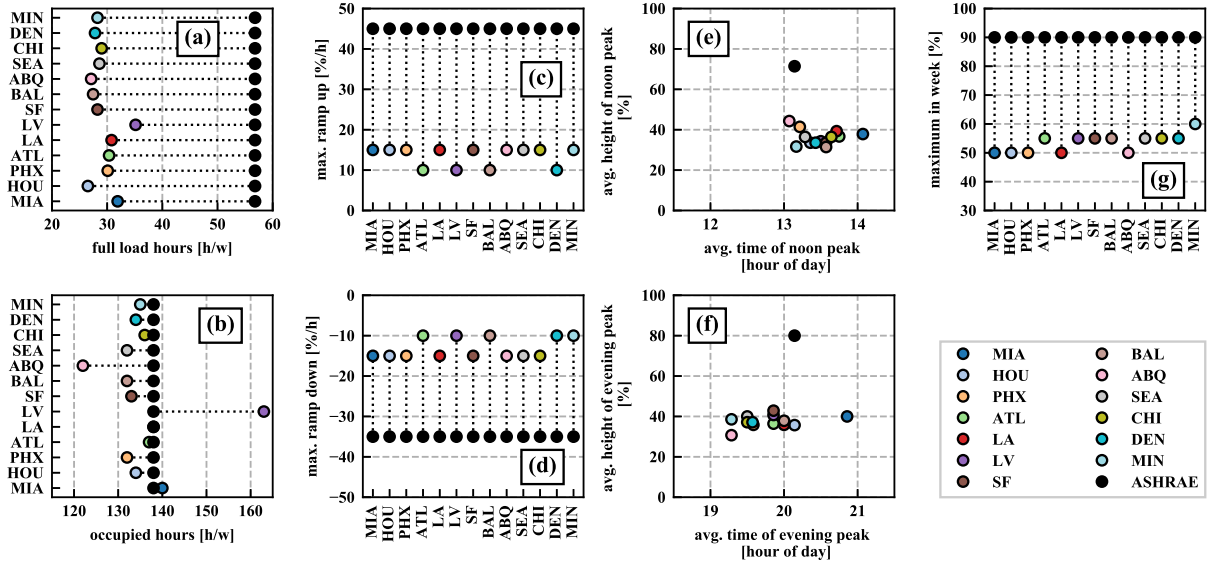 MIN
DEN
CHI
SEA
ABQ
BAL
SF
LV
LA
ATL
PHX
HOU
MIA
20 30 40 50 60
full load hours [h/w]
(a)
max. ramp up [%/h]
50
40
30
20
10
0
MIA HOU PHX ATL LA LV SF BAL ABQ SEA CHI DEN MIN
(c)
avg. height of noon peak
[%]
100
80
60
40
20
0
12 13 14
avg. time of noon peak
[hour of day]
(e)
maximum in week [%]
100
90
80
70
60
50
40
30
MIA HOU PHX ATL LA LV SF BAL ABQ SEA CHI DEN MIN
(g)
MIN
DEN
CHI
SEA
ABQ
BAL
SF
LV
LA
ATL
PHX
HOU
MIA
120 130 140 150 160
occupied hours [h/w]
(b)
max. ramp down [%/h]
0
−10
−20
−30
−40
−50
MIA HOU PHX ATL LA LV SF BAL ABQ SEA CHI DEN MIN
(d)
avg. height of evening peak
[%]
100
80
60
40
20
0
19 20 21
avg. time of evening peak
[hour of day]
(f)
MIA BAL
HOU ABQ
PHX SEA
ATL CHI
LA DEN
LV MIN
SF ASHRAE